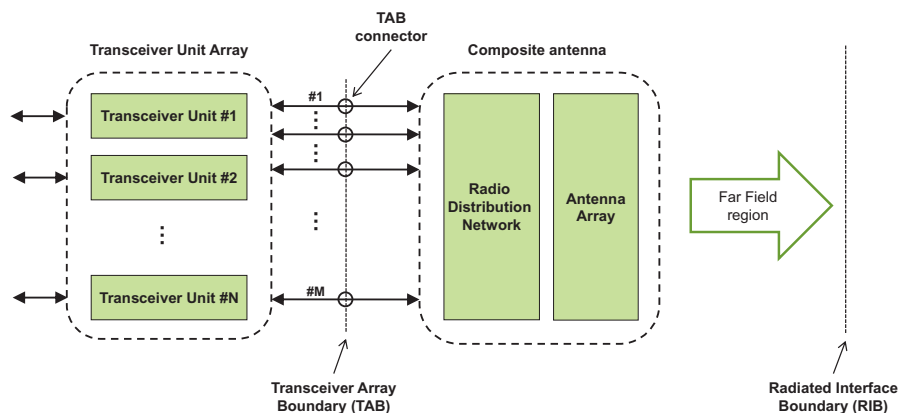 TAB
connector
Transceiver Unit Array
Composite antenna
#1
Transceiver Unit #1
Transceiver Unit #2
Radio
Distribution
Network
Antenna
Array
Far Field
region
Transceiver Unit #N
#M
Transceiver Array
Boundary (TAB)
Radiated Interface
Boundary (RIB)